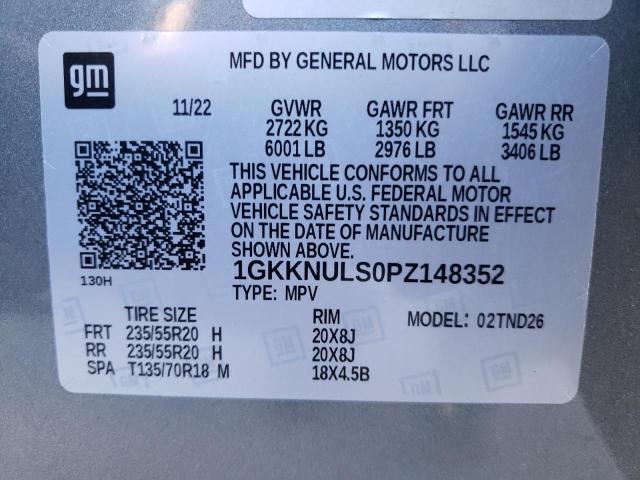 gm
MFD BY GENERAL MOTORS LLC
11/22 GVWR GAWR FRT GAWR RR
2722 KG 1350 KG 1545 KG
6001 LB 2976 LB 3406 LB
THIS VEHICLE CONFORMS TO ALL
APPLICABLE U.S. FEDERAL MOTOR
VEHICLE SAFETY STANDARDS IN EFFECT
ON THE DATE OF MANUFACTURE
SHOWN ABOVE.
1GKKNULS0PZ148352
130H
TYPE: MPV
TIRE SIZE RIM MODEL: 02TND26
FRT 235/55R20 H 20X8J
RR 235/55R20 H 20X8J
SPA T135/70R18 M 18X4.5B